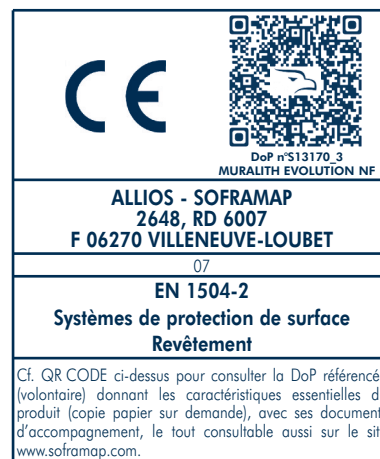 CE
DoP n°S13170_3
MURALITH EVOLUTION NF
ALLIOS - SOFRAMAP
2648, RD 6007
F 06270 VILLENEUVE-LOUBET
07
EN 1504-2
Systèmes de protection de surface
Revêtement
Cf. QR CODE ci-dessus pour consulter la DoP référencé
(volontaire) donnant les caractéristiques essentielles d
produit (copie papier sur demande), avec ses document
d'accompagnement, le tout consultable aussi sur le sit
www.soframap.com.